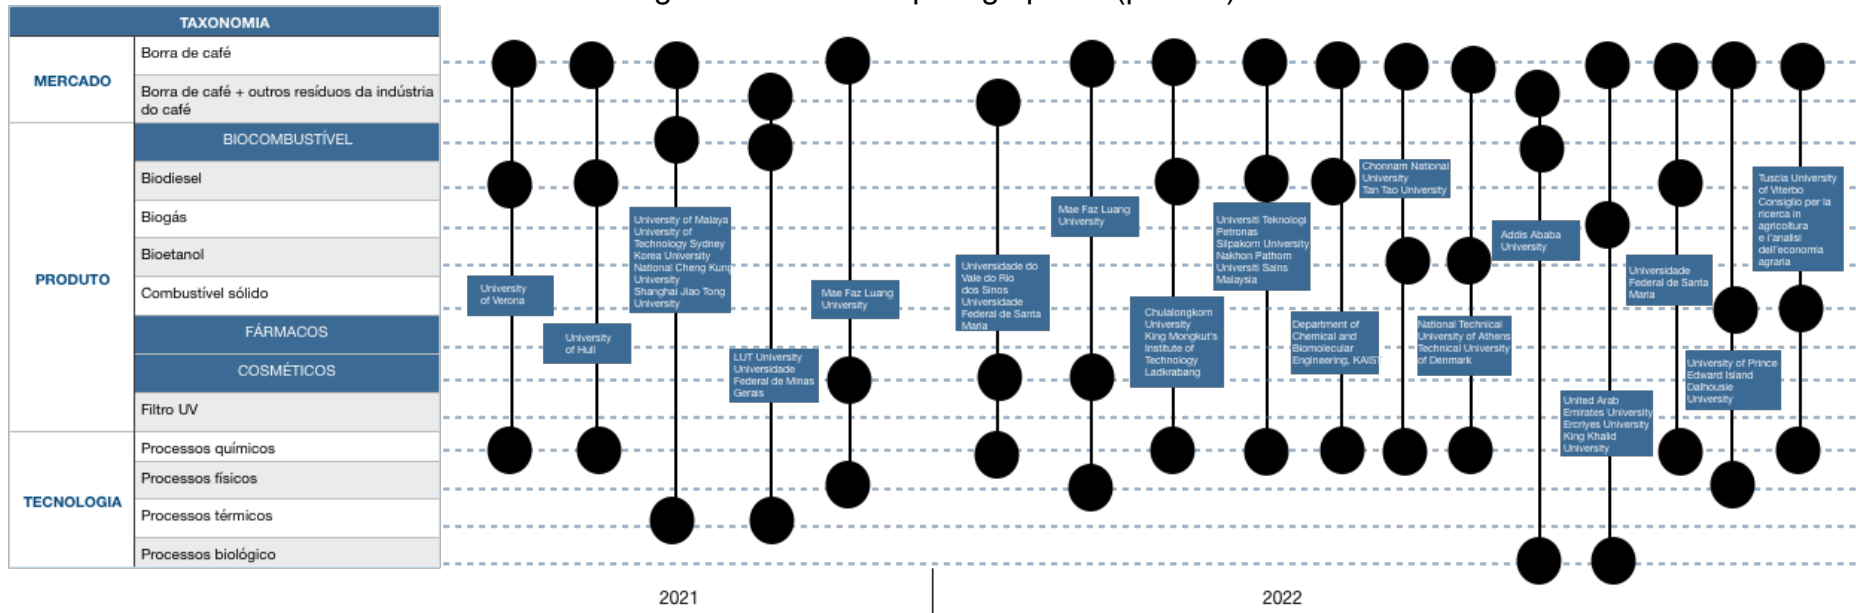 TAXONOMIA
MERCADO
Borra de café
Borra de café + outros resíduos da indústria
do café
PRODUTO
BIOCOMBUSTÍVEL
Biodiesel
Biogás
Bioetanol
Combustível sólido
FÁRMACOS
COSMÉTICOS
Filtro UV
TECNOLOGIA
Processos químicos
Processos físicos
Processos térmicos
Processos biológico
University
of Verona
University
of Hull
University of Malaya
University of
Technology Sydney
Korea University
National Cheng Kung
University
Shanghai Jiao Tong
University
LUT University
Universidade
Federal de Minas
Gerais
Mae Faz Luang
University
Universidade do
Vale do Rio
dos Sinos
Universidade
Federal de Santa
Maria
Mae Faz Luang
University
Chulalongkorn
University
King Mongkut's
Institute of
Technology
Ladkrabang
Universiti Teknologi
Petronas
Silpakorn University
Nakhon Pathom
Universiti Sains
Malaysia
Department of
Chemical and
Biomolecular
Engineering, KAIST
Chonnam National
University
Tan Tao University
National Technical
University of Athens
Technical University
of Denmark
Addis Ababa
University
United Arab
Emirates University
Erciyes University
King Khalid
University
Universidade
Federal de Santa
Maria
University of Prince
Edward Island
Dalhousie
University
Tuscia University
of Viterbo
Consiglio per la
ricerca in
agricoltura
e l'analisi
dell'economia
agraria
2021
2022